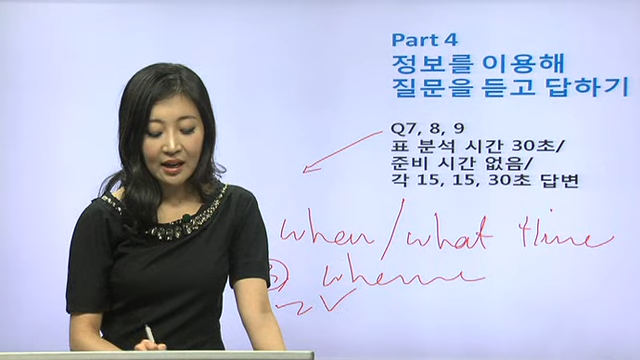 Part 4
정보를 이용해
질문을 듣고 답하기
Q7, 8, 9
표 분석 시간 30초/
준비 시간 없음/
각 15, 15, 30초 답변
when/what time